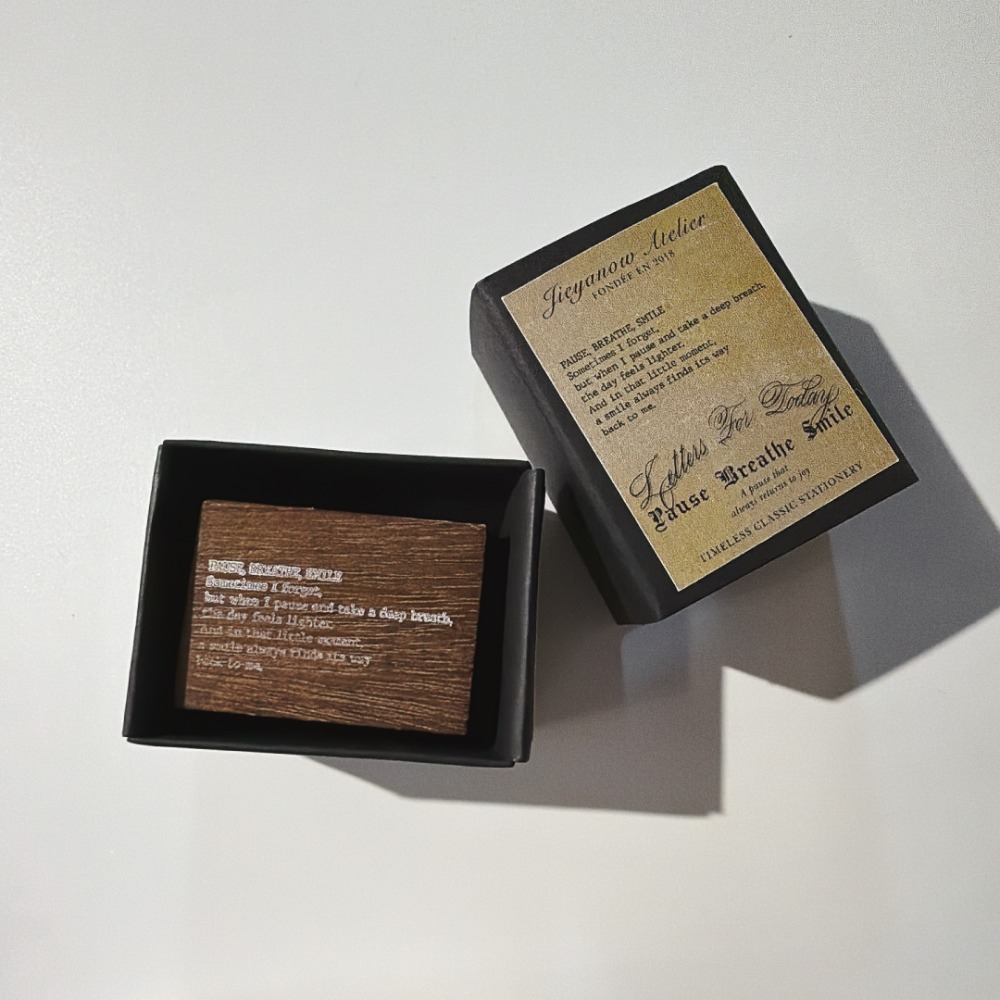 Jieyanow Atelier
FONDÉE EN 2018
PAUSE, BREATHE, SMILE
Sometimes I forget,
but when I pause and take a deep breath,
the day feels lighter.
And in that little moment,
a smile always finds its way
back to me.
Letters For Today
Pause Breathe Smile
A pause that
always returns to joy
TIMELESS CLASSIC STATIONERY
PAUSE, BREATHE, SMILE
Sometimes I forget,
but when I pause and take a deep breath,
the day feels lighter.
And in that little moment,
a smile always finds its way
back to me.